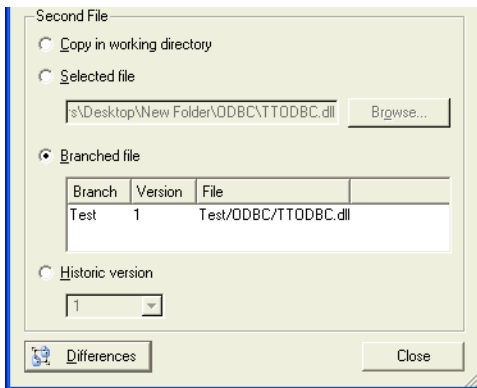 Second File
Copy in working directory
Selected file
s\Desktop\New Folder\ODBC\TTODBC.dll Browse...
Branched file
Branch Version File
Test 1 Test/ODBC/TTODBC.dll
Historic version
1
Differences Close